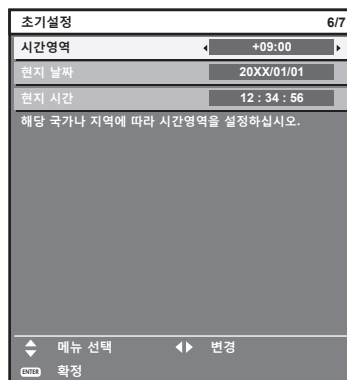 초기설정 6/7
시간영역 +09:00
현지 날짜 20XX/01/01
현지 시간 12 : 34 : 56
해당 국가나 지역에 따라 시간영역을 설정하십시오.
메뉴 선택 변경
ENTER 확정